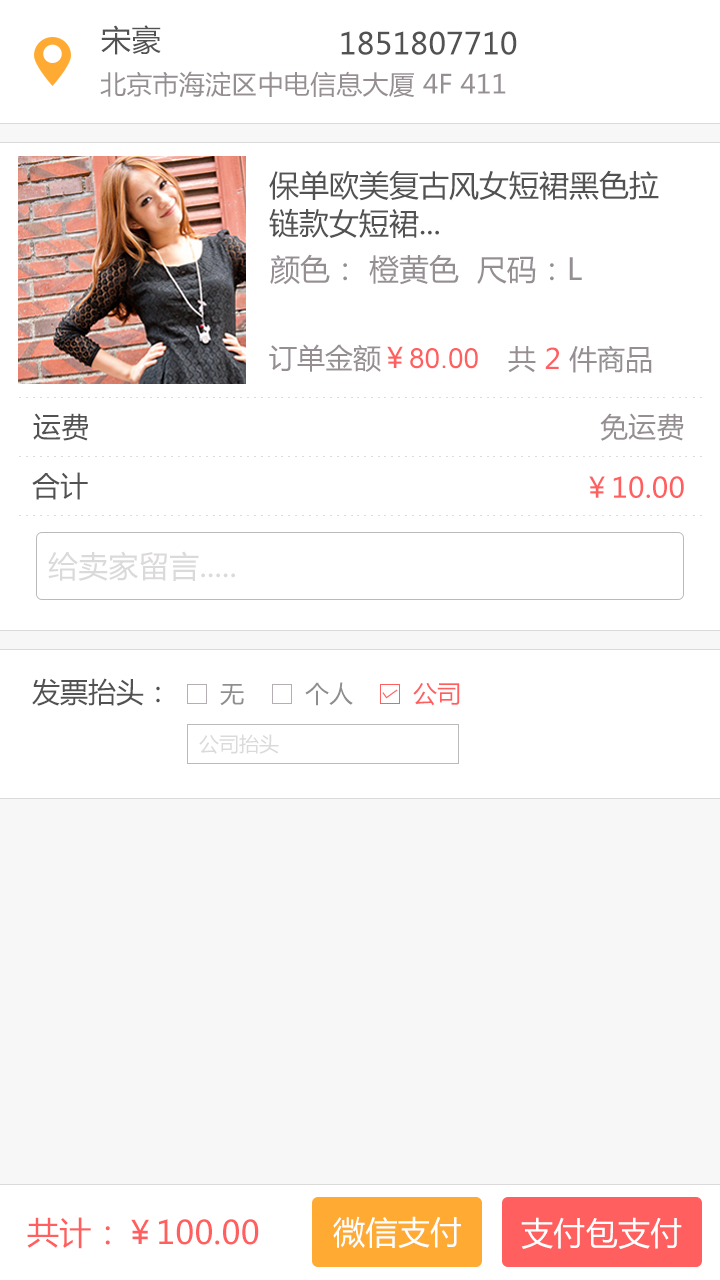 宋豪 1851807710
北京市海淀区中电信息大厦 4F 411
保单欧美复古风女短裙黑色拉
链款女短裙...
颜色： 橙黄色 尺码：L
订单金额 ¥ 80.00 共 2 件商品
运费 免运费
合计 ¥ 10.00
给卖家留言.....
发票抬头： 无 个人 公司
公司抬头
共计： ¥ 100.00 微信支付 支付包支付